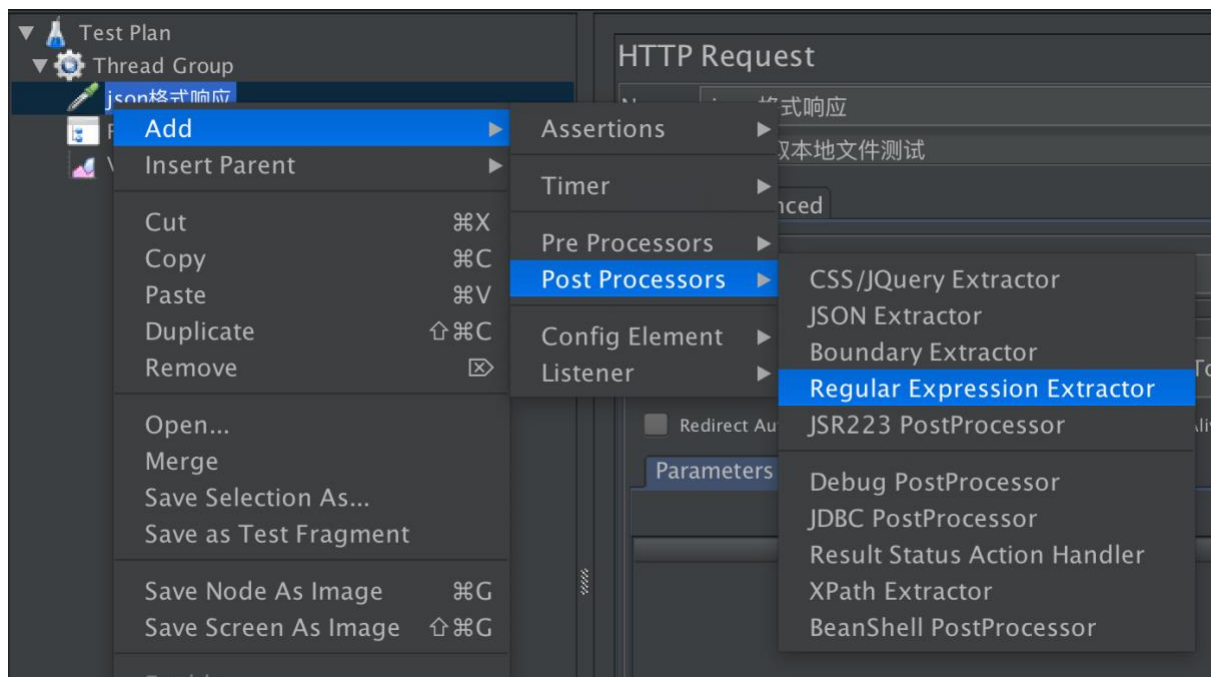 Test Plan
Thread Group
json格式响应
Add
Insert Parent
Cut ⌘X
Copy ⌘C
Paste ⌘V
Duplicate ⇧⌘C
Remove ⌦
Open...
Merge
Save Selection As...
Save as Test Fragment
Save Node As Image ⌘G
Save Screen As Image ⇧⌘G
Assertions
Timer
Pre Processors
Post Processors
Config Element
Listener
CSS/JQuery Extractor
JSON Extractor
Boundary Extractor
Regular Expression Extractor
JSR223 PostProcessor
Debug PostProcessor
JDBC PostProcessor
Result Status Action Handler
XPath Extractor
BeanShell PostProcessor
HTTP Request
格式响应
取本地文件测试
nced
Redirect Au
Parameters